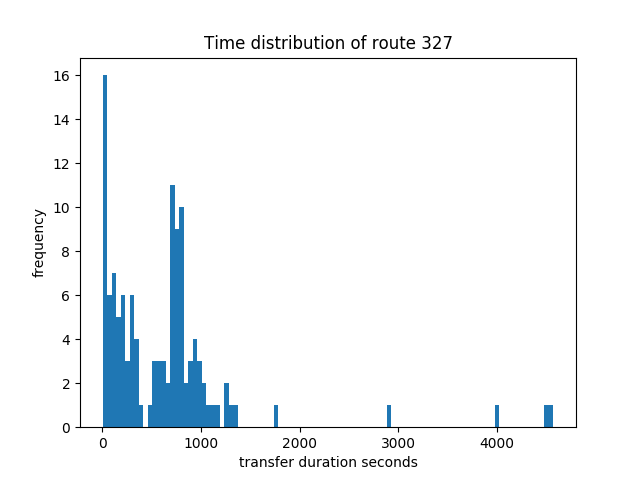 Time distribution of route 327
frequency
16
14
12
10
8
6
4
2
0
0 1000 2000 3000 4000
transfer duration seconds